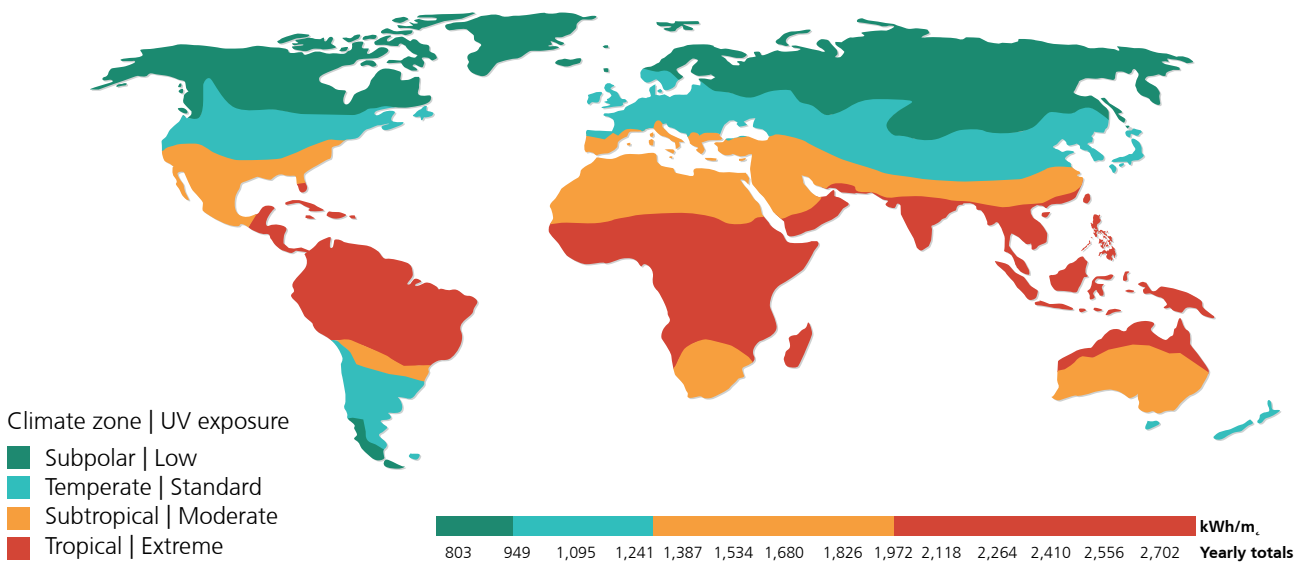 Climate zone | UV exposure
Subpolar | Low
Temperate | Standard
Subtropical | Moderate
Tropical | Extreme
kWh/m
803 949 1,095 1,241 1,387 1,534 1,680 1,826 1,972 2,118 2,264 2,410 2,556 2,702 Yearly totals